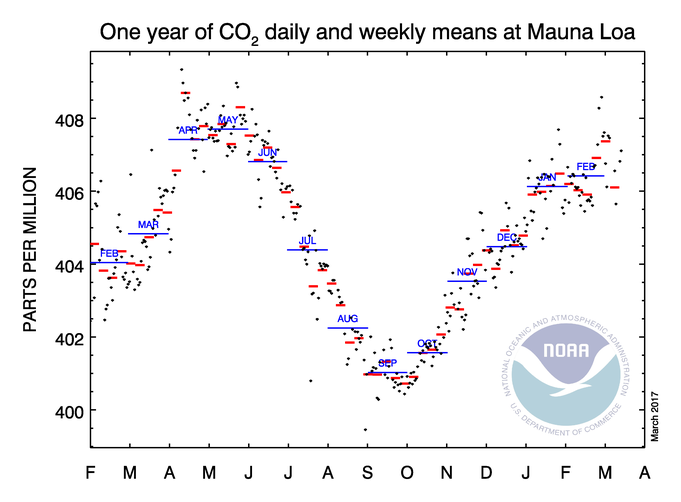 One year of CO2 daily and weekly means at Mauna Loa
PARTS PER MILLION
408
406
404
402
400
FEB
MAR
APR
MAY
JUN
JUL
AUG
SEP
OCT
NOV
DEC
JAN
FEB
F M A M J J A S O N D J F M A
NATIONAL OCEANIC AND ATMOSPHERIC ADMINISTRATION
NOAA
U.S. DEPARTMENT OF COMMERCE
March 2017